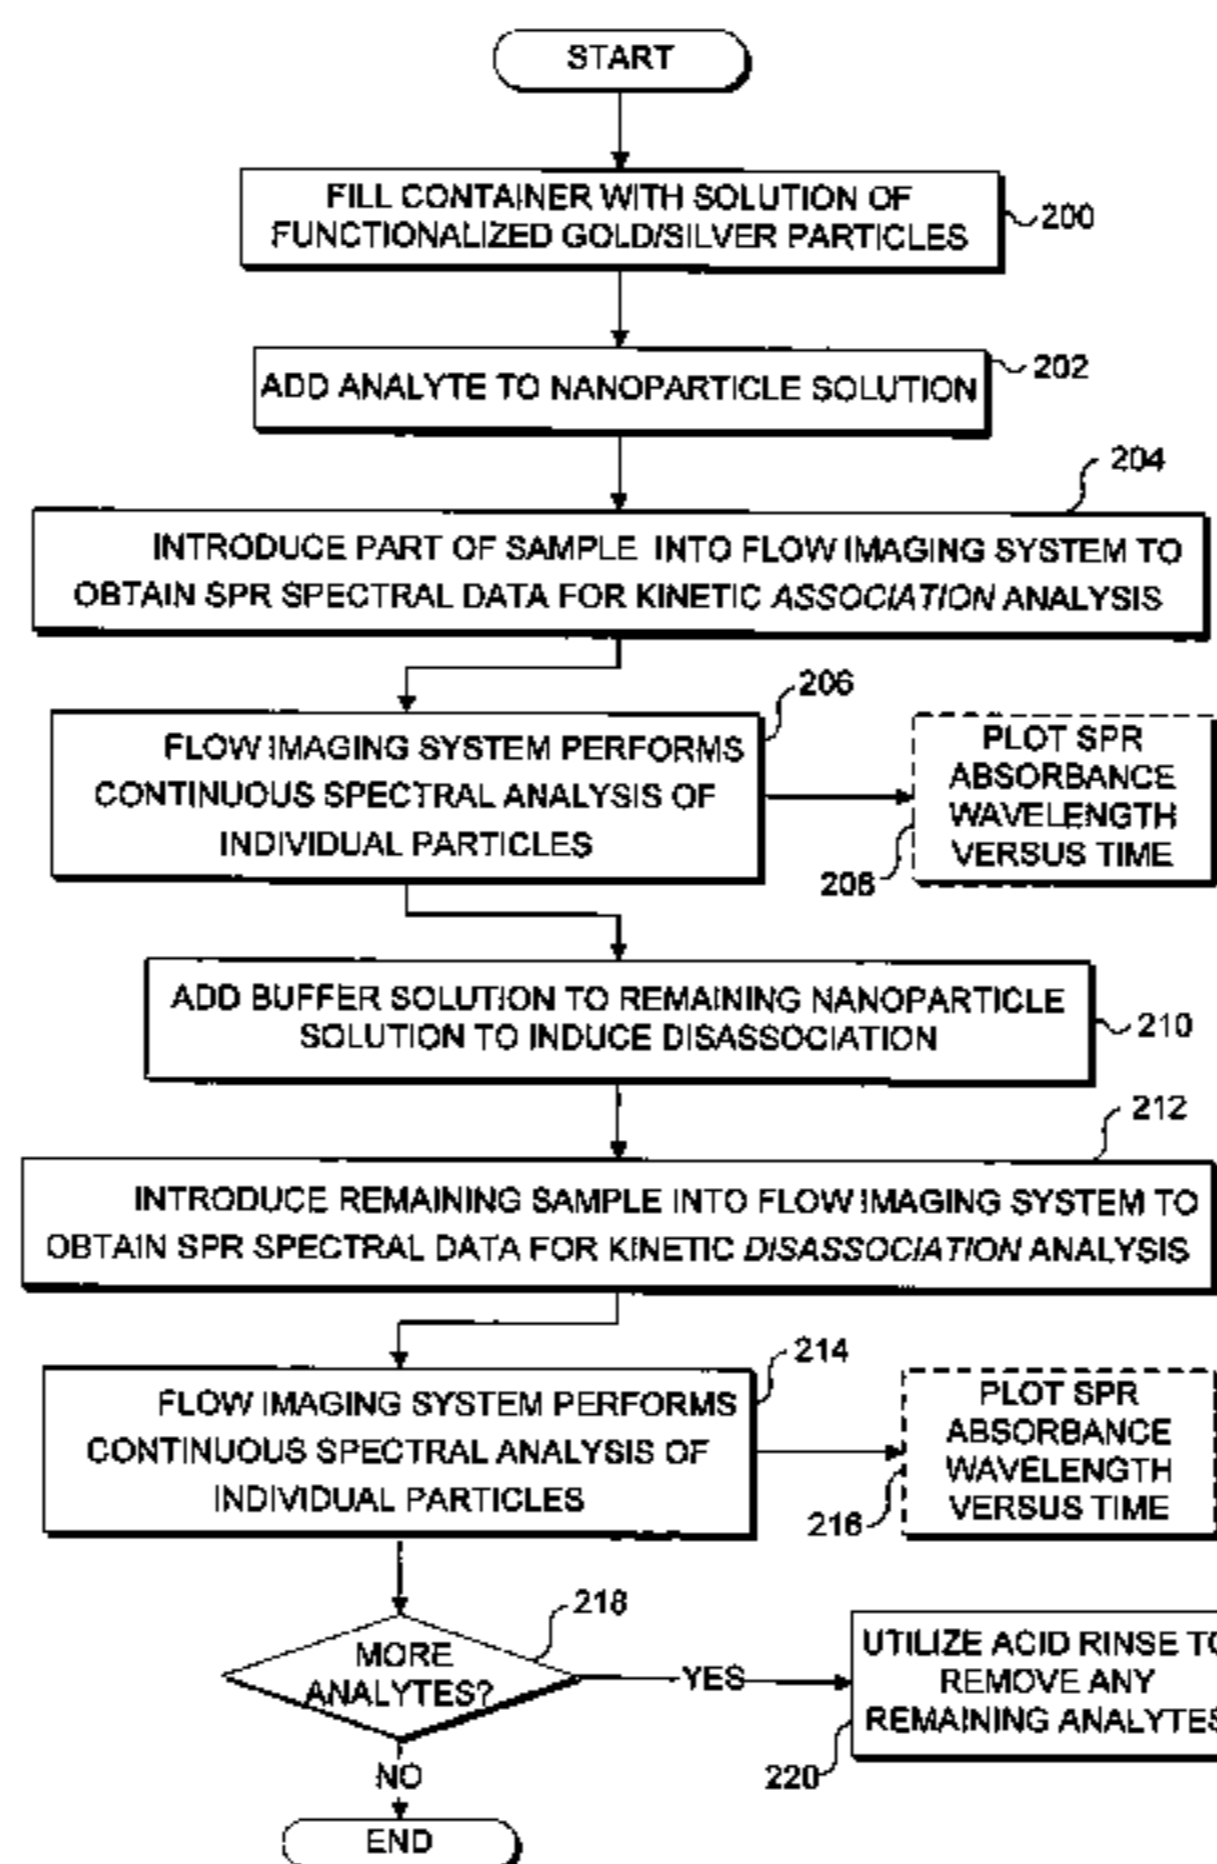 START
FILL CONTAINER WITH SOLUTION OF
FUNCTIONALIZED GOLD/SILVER PARTICLES
200
ADD ANALYTE TO NANOPARTICLE SOLUTION
202
204
INTRODUCE PART OF SAMPLE INTO FLOW IMAGING SYSTEM TO
OBTAIN SPR SPECTRAL DATA FOR KINETIC ASSOCIATION ANALYSIS
206
FLOW IMAGING SYSTEM PERFORMS
CONTINUOUS SPECTRAL ANALYSIS OF
INDIVIDUAL PARTICLES
PLOT SPR
ABSORBANCE
WAVELENGTH
VERSUS TIME
208
ADD BUFFER SOLUTION TO REMAINING NANOPARTICLE
SOLUTION TO INDUCE DISASSOCIATION
210
212
INTRODUCE REMAINING SAMPLE INTO FLOW IMAGING SYSTEM TO
OBTAIN SPR SPECTRAL DATA FOR KINETIC DISASSOCIATION ANALYSIS
214
FLOW IMAGING SYSTEM PERFORMS
CONTINUOUS SPECTRAL ANALYSIS OF
INDIVIDUAL PARTICLES
PLOT SPR
ABSORBANCE
WAVELENGTH
VERSUS TIME
216
218
MORE
ANALYTES?
YES
UTILIZE ACID RINSE TO
REMOVE ANY
REMAINING ANALYTES
220
NO
END